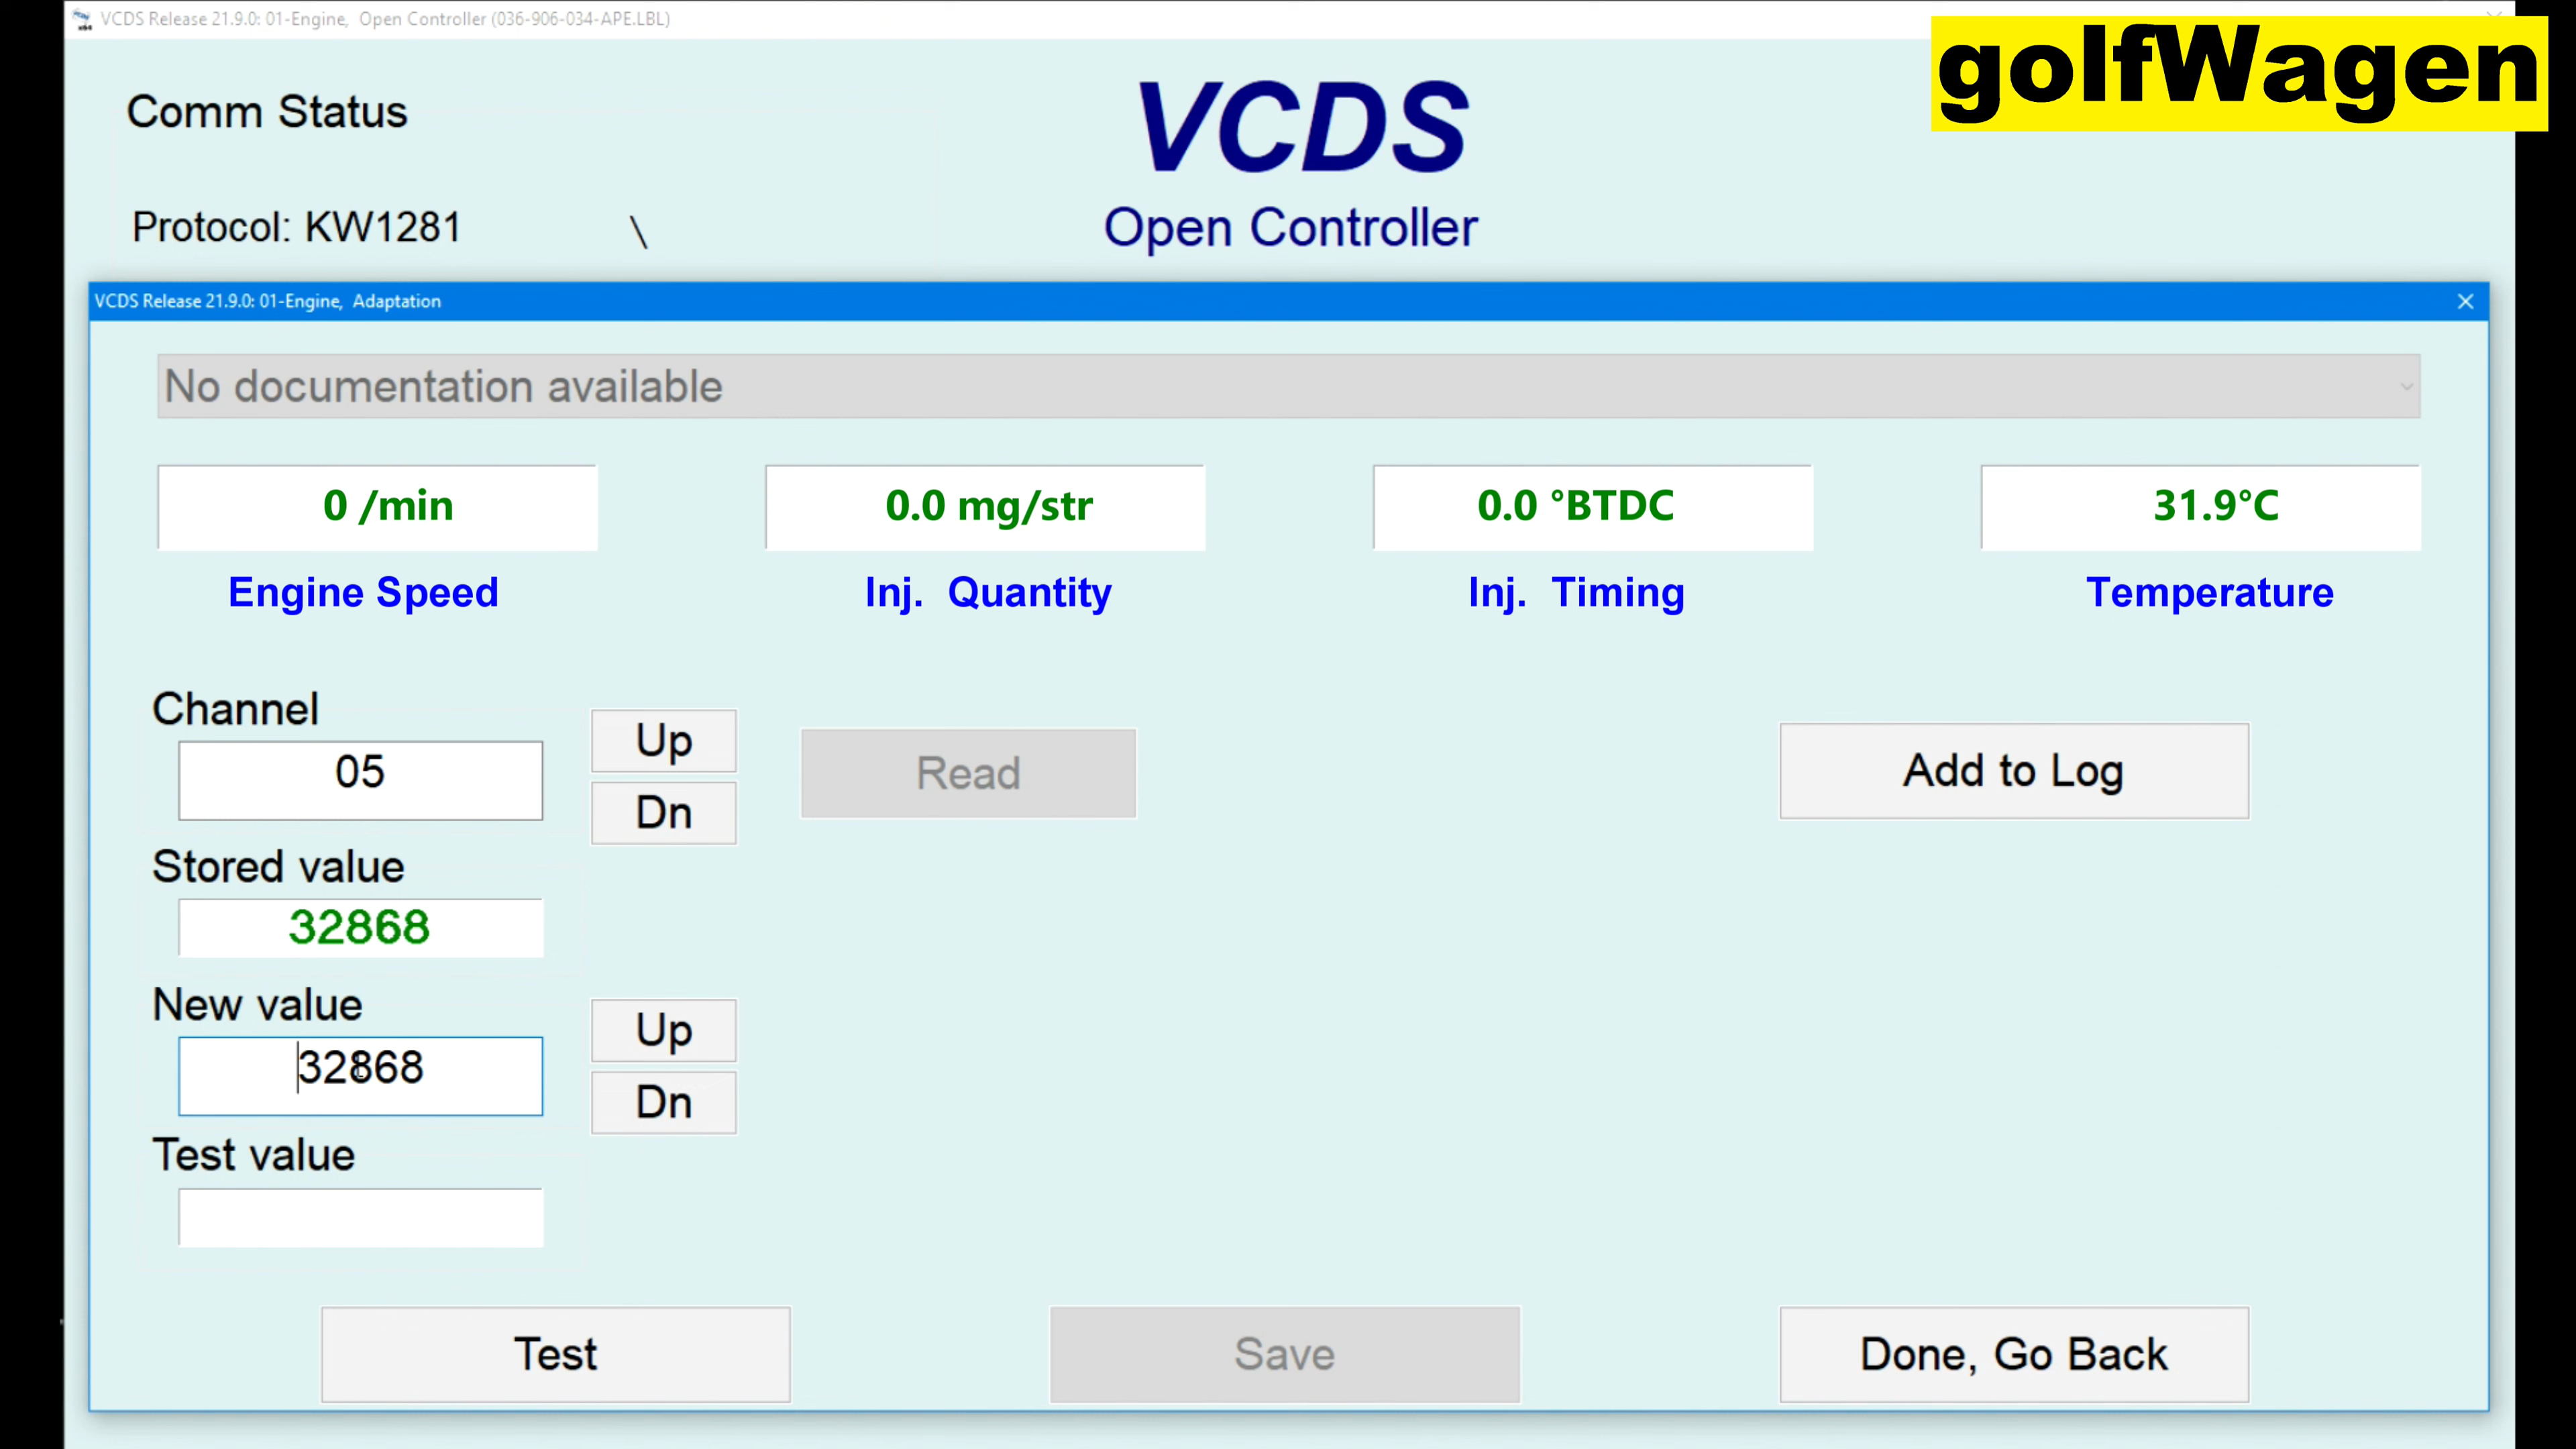 VCDS Release 21.9.0: 01-Engine, Open Controller (036-906-034-APE.LBL)
golfWagen
Comm Status
VCDS
Protocol: KW1281 \
Open Controller
VCDS Release 21.9.0: 01-Engine, Adaptation
No documentation available
0 /min 0.0 mg/str 0.0 °BTDC 31.9°C
Engine Speed Inj. Quantity Inj. Timing Temperature
Channel
05 Up Read Add to Log
Dn
Stored value
32868
New value
32868 Up
Dn
Test value
Test Save Done, Go Back